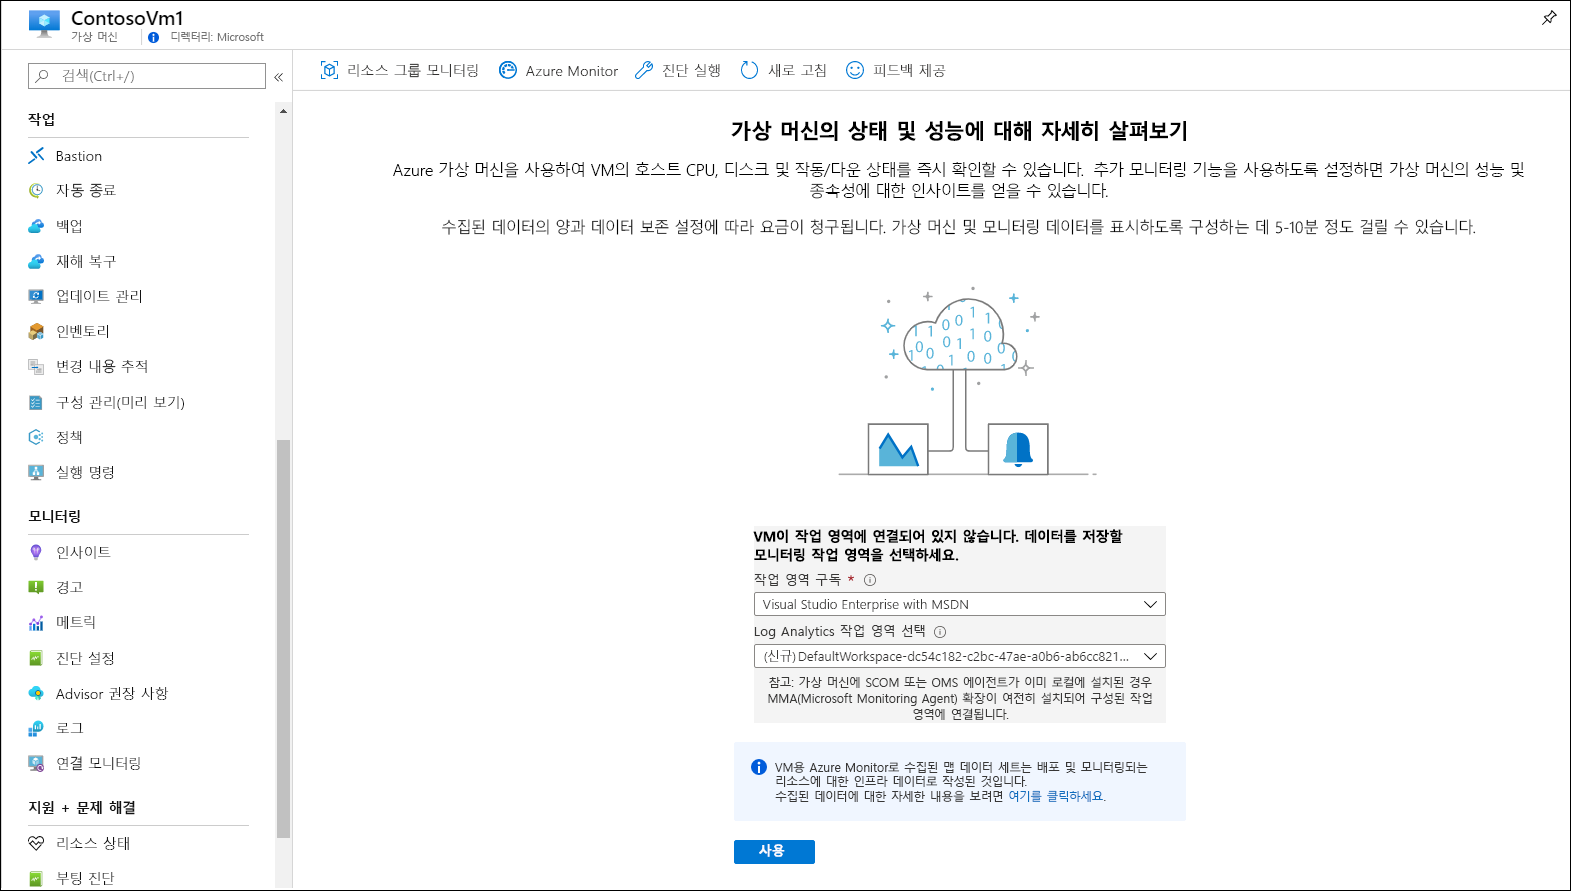 ContosoVm1
가상 머신
디렉터리: Microsoft
검색(Ctrl+/)
«
작업
Bastion
자동 종료
백업
재해 복구
업데이트 관리
인벤토리
변경 내용 추적
구성 관리(미리 보기)
정책
실행 명령
모니터링
인사이트
경고
메트릭
진단 설정
Advisor 권장 사항
로그
연결 모니터링
지원 + 문제 해결
리소스 상태
부팅 진단
리소스 그룹 모니터링
Azure Monitor
진단 실행
새로 고침
피드백 제공
가상 머신의 상태 및 성능에 대해 자세히 살펴보기
Azure 가상 머신을 사용하여 VM의 호스트 CPU, 디스크 및 작동/다운 상태를 즉시 확인할 수 있습니다. 추가 모니터링 기능을 사용하도록 설정하면 가상 머신의 성능 및
종속성에 대한 인사이트를 얻을 수 있습니다.
수집된 데이터의 양과 데이터 보존 설정에 따라 요금이 청구됩니다. 가상 머신 및 모니터링 데이터를 표시하도록 구성하는 데 5-10분 정도 걸릴 수 있습니다.
VM이 작업 영역에 연결되어 있지 않습니다. 데이터를 저장할
모니터링 작업 영역을 선택하세요.
작업 영역 구독 *
Visual Studio Enterprise with MSDN
Log Analytics 작업 영역 선택
(신규) DefaultWorkspace-dc54c182-c2bc-47ae-a0b6-ab6cc821...
참고: 가상 머신에 SCOM 또는 OMS 에이전트가 이미 로컬에 설치된 경우
MMA(Microsoft Monitoring Agent) 확장이 여전히 설치되어 구성된 작업
영역에 연결됩니다.
VM용 Azure Monitor로 수집된 맵 데이터 세트는 배포 및 모니터링되는
리소스에 대한 인프라 데이터로 작성된 것입니다.
수집된 데이터에 대한 자세한 내용을 보려면 여기를 클릭하세요.
사용